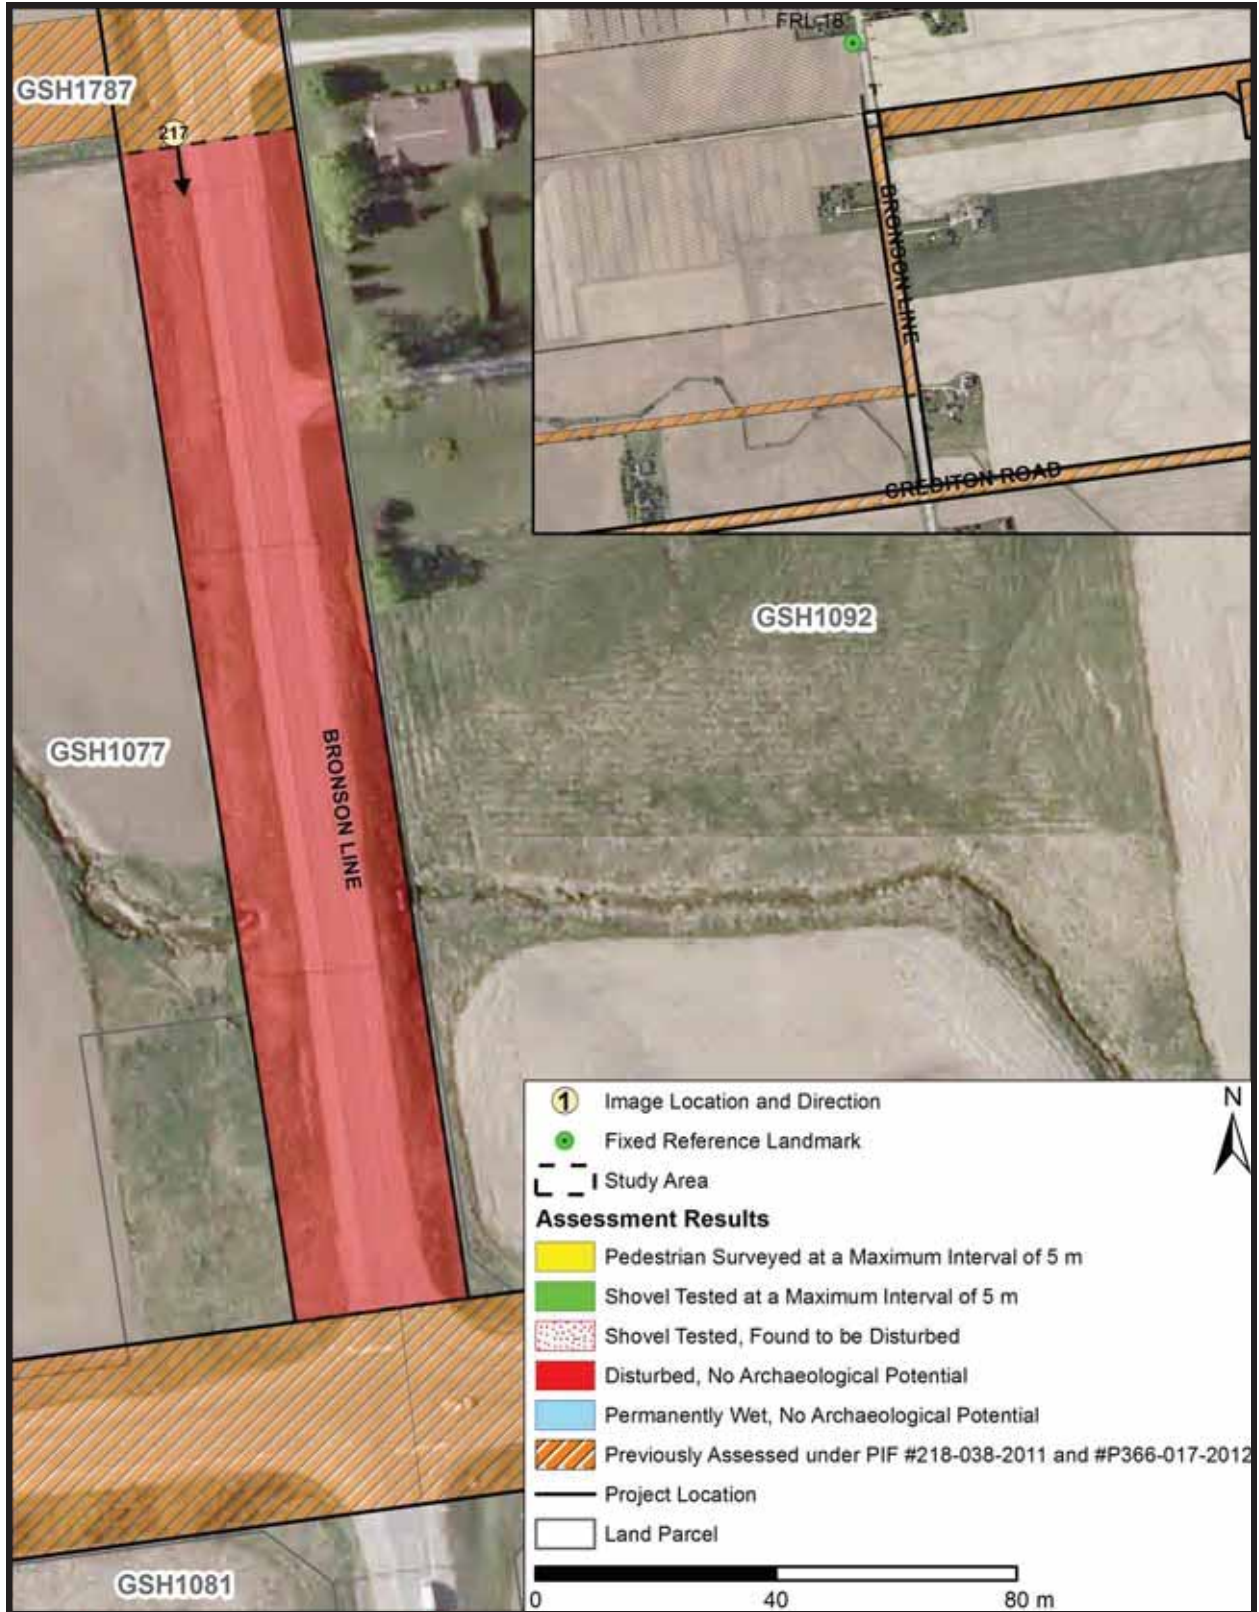 GSH1787
217
FRL-18
BRONSON LINE
CREDITON ROAD
GSH1092
GSH1077
BRONSON LINE
N
1 Image Location and Direction
Fixed Reference Landmark
Study Area
Assessment Results
Pedestrian Surveyed at a Maximum Interval of 5 m
Shovel Tested at a Maximum Interval of 5 m
Shovel Tested, Found to be Disturbed
Disturbed, No Archaeological Potential
Permanently Wet, No Archaeological Potential
Previously Assessed under PIF #218-038-2011 and #P366-017-2012
Project Location
Land Parcel
0 40 80 m
GSH1081